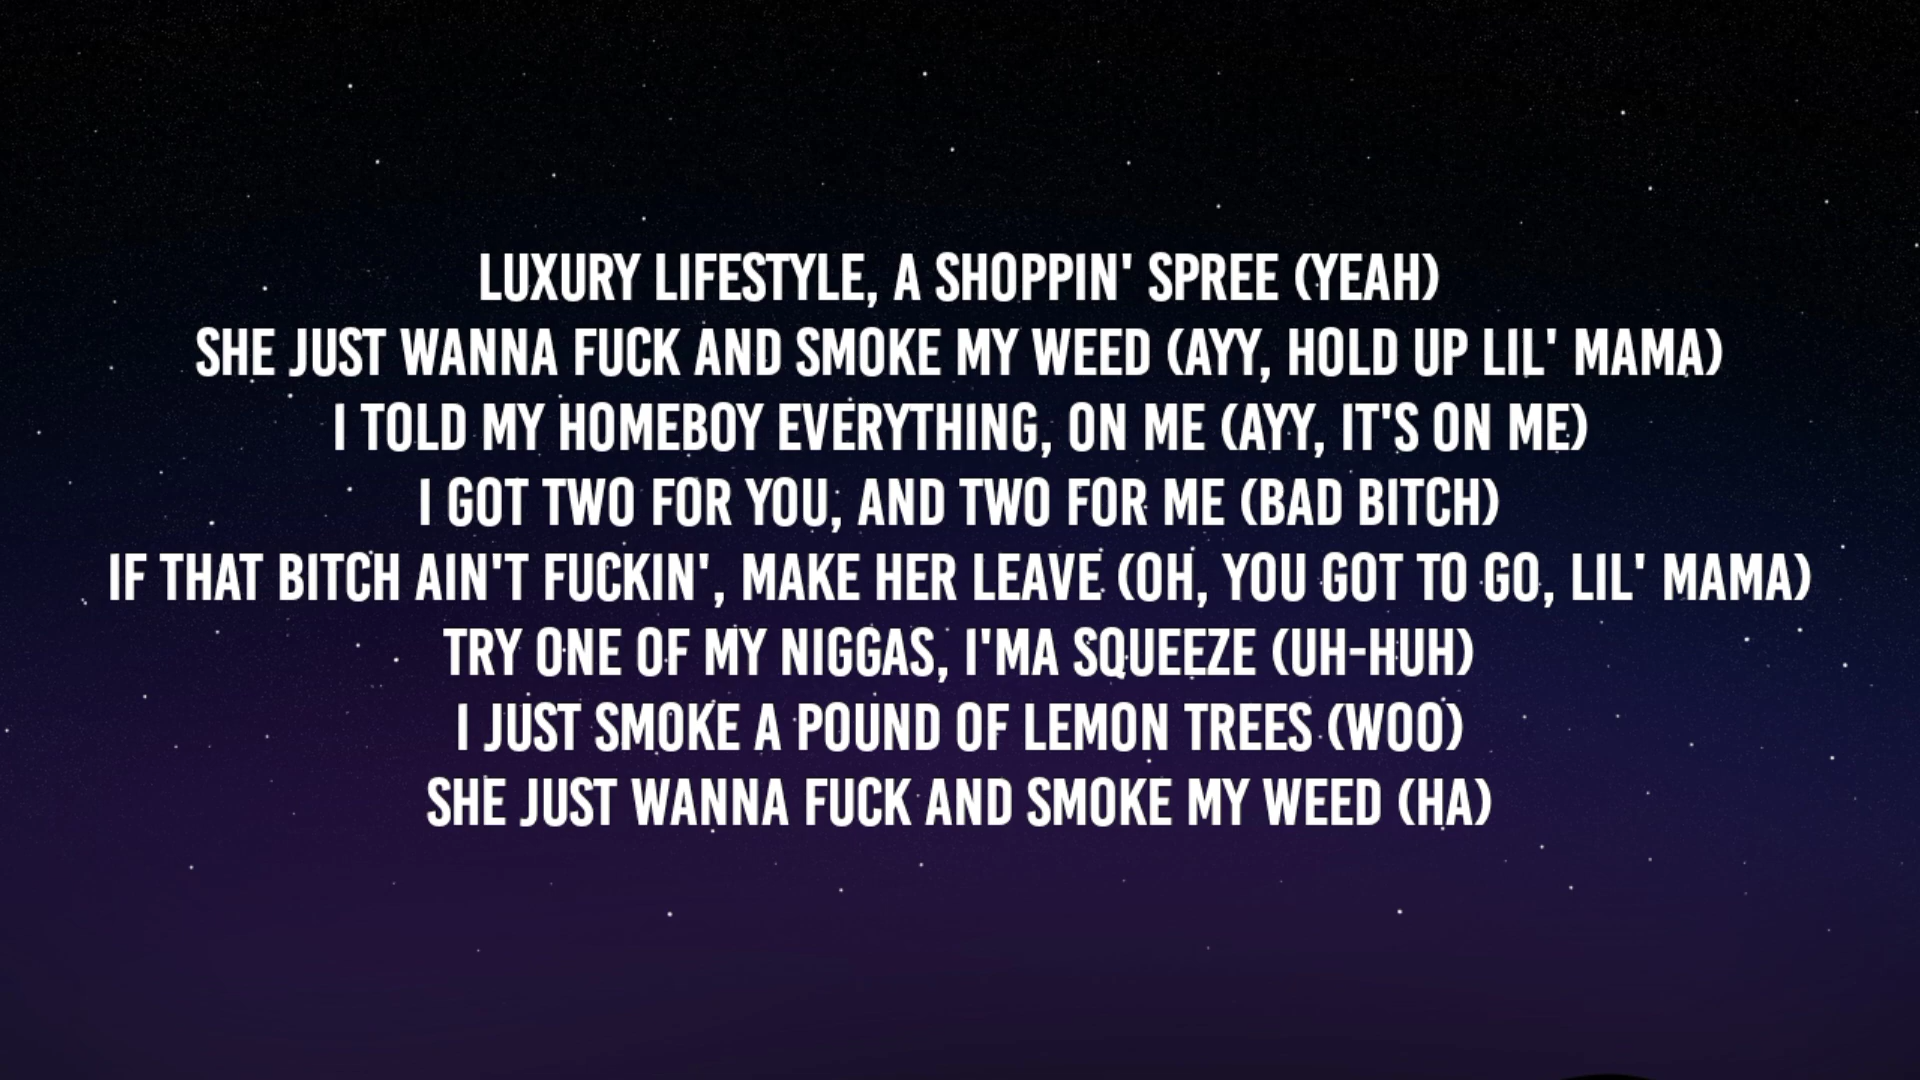 LUXURY LIFESTYLE, A SHOPPIN' SPREE (YEAH)
SHE JUST WANNA FUCK AND SMOKE MY WEED (AYY, HOLD UP LIL' MAMA)
I TOLD MY HOMEBOY EVERYTHING, ON ME (AYY, IT'S ON ME)
I GOT TWO FOR YOU, AND TWO FOR ME (BAD BITCH)
IF THAT BITCH AIN'T FUCKIN', MAKE HER LEAVE (OH, YOU GOT TO GO, LIL' MAMA)
TRY ONE OF MY NIGGAS, I'MA SQUEEZE (UH-HUH)
I JUST SMOKE A POUND OF LEMON TREES (WOO)
SHE JUST WANNA FUCK AND SMOKE MY WEED (HA)